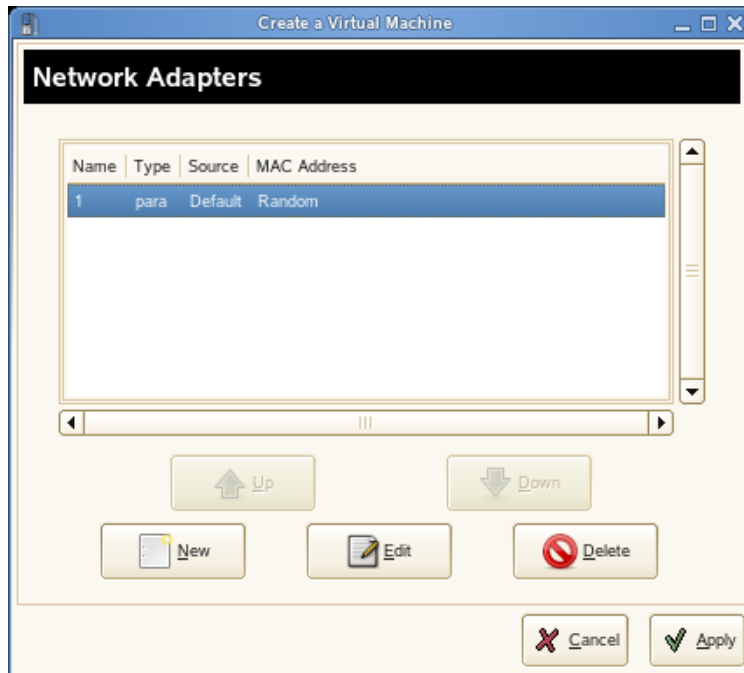 Create a Virtual Machine
Network Adapters
Name Type Source MAC Address
1 para Default Random
Up Down
New Edit Delete
Cancel Apply